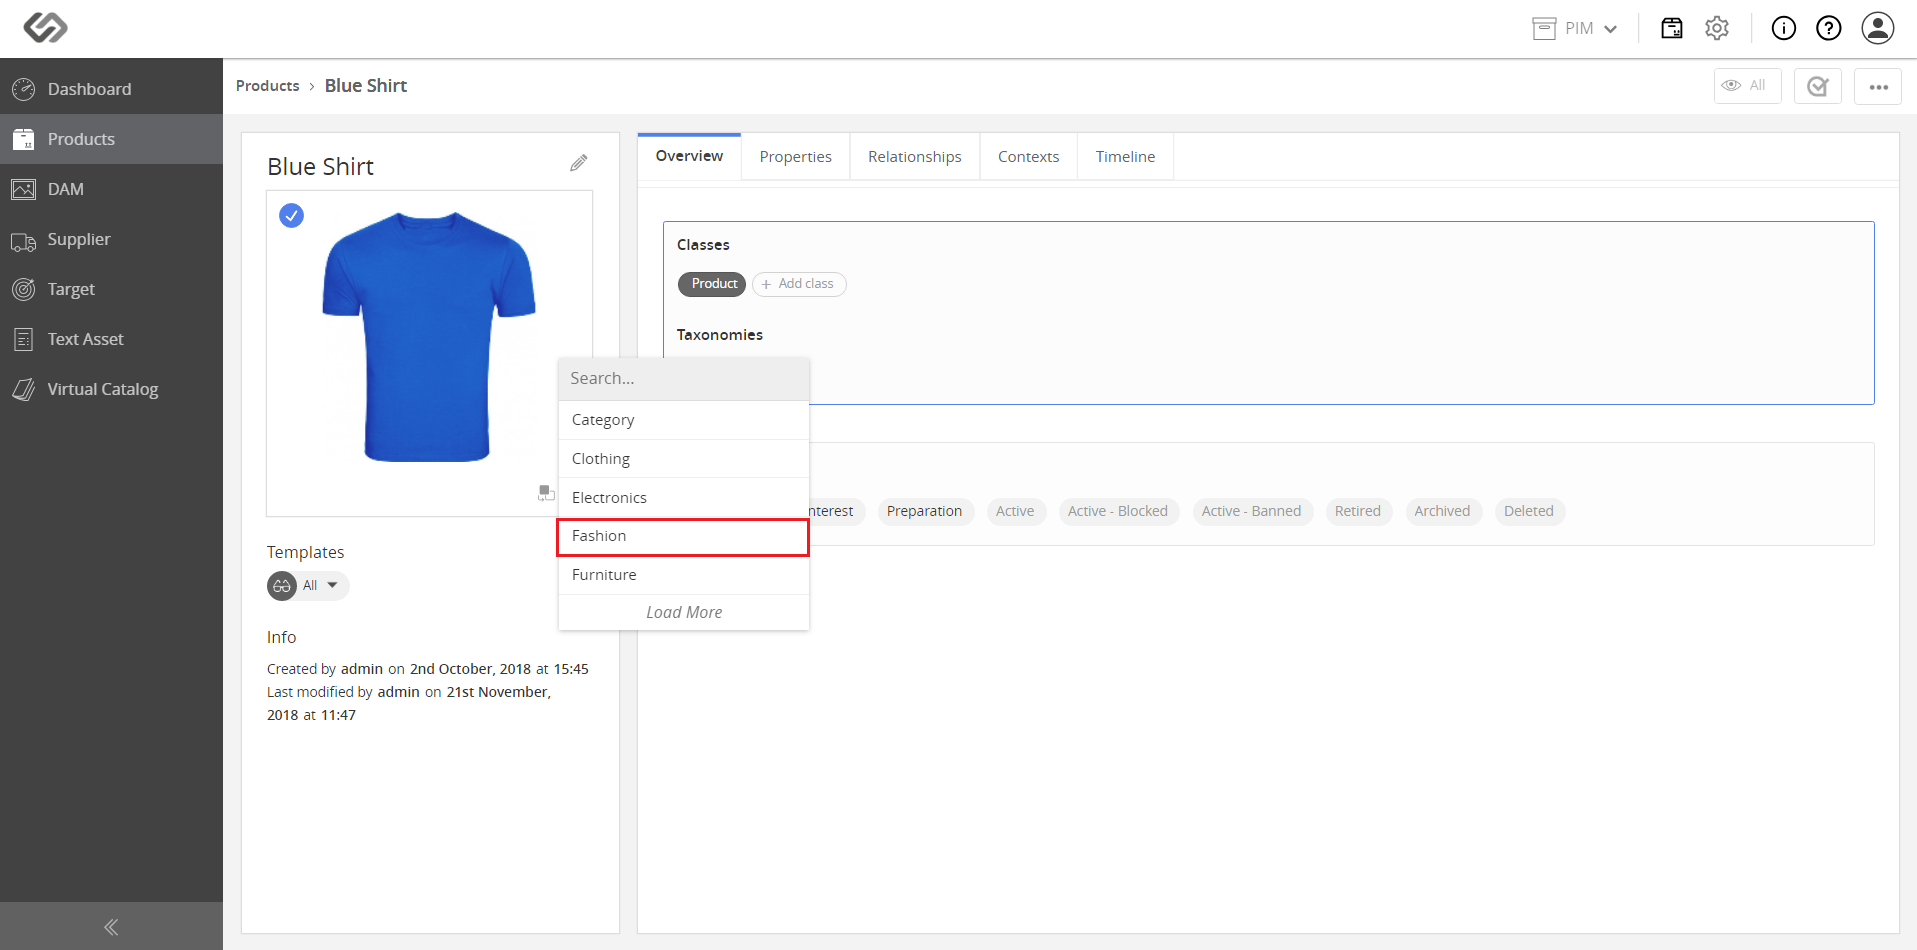 PIM
Dashboard
Products
DAM
Supplier
Target
Text Asset
Virtual Catalog
Products › Blue Shirt
All
Blue Shirt
Templates
All
Info
Created by admin on 2nd October, 2018 at 15:45
Last modified by admin on 21st November,
2018 at 11:47
Overview
Properties
Relationships
Contexts
Timeline
Classes
Product
+ Add class
Taxonomies
Search...
Category
Clothing
Electronics
Fashion
Furniture
Load More
Preparation
Active
Active - Blocked
Active - Banned
Retired
Archived
Deleted